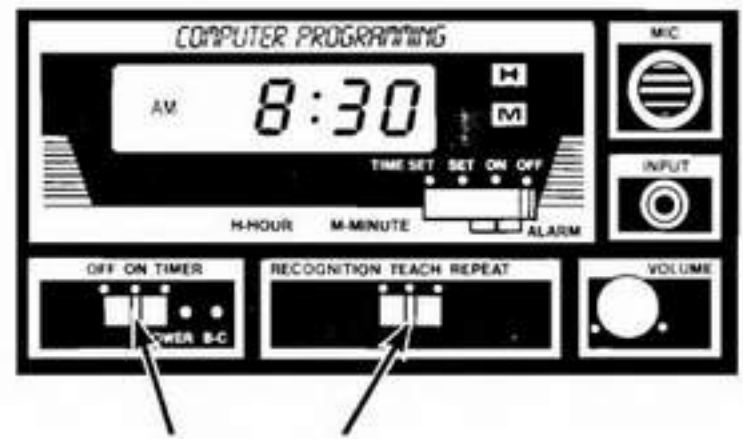 COMPUTER PROGRAMMING
MIC
AM 8:30
H
M
TIME SET SET ON OFF
INPUT
H-HOUR M-MINUTE ALARM
OFF ON TIMER
RECOGNITION TEACH REPEAT
VOLUME
POWER B-C